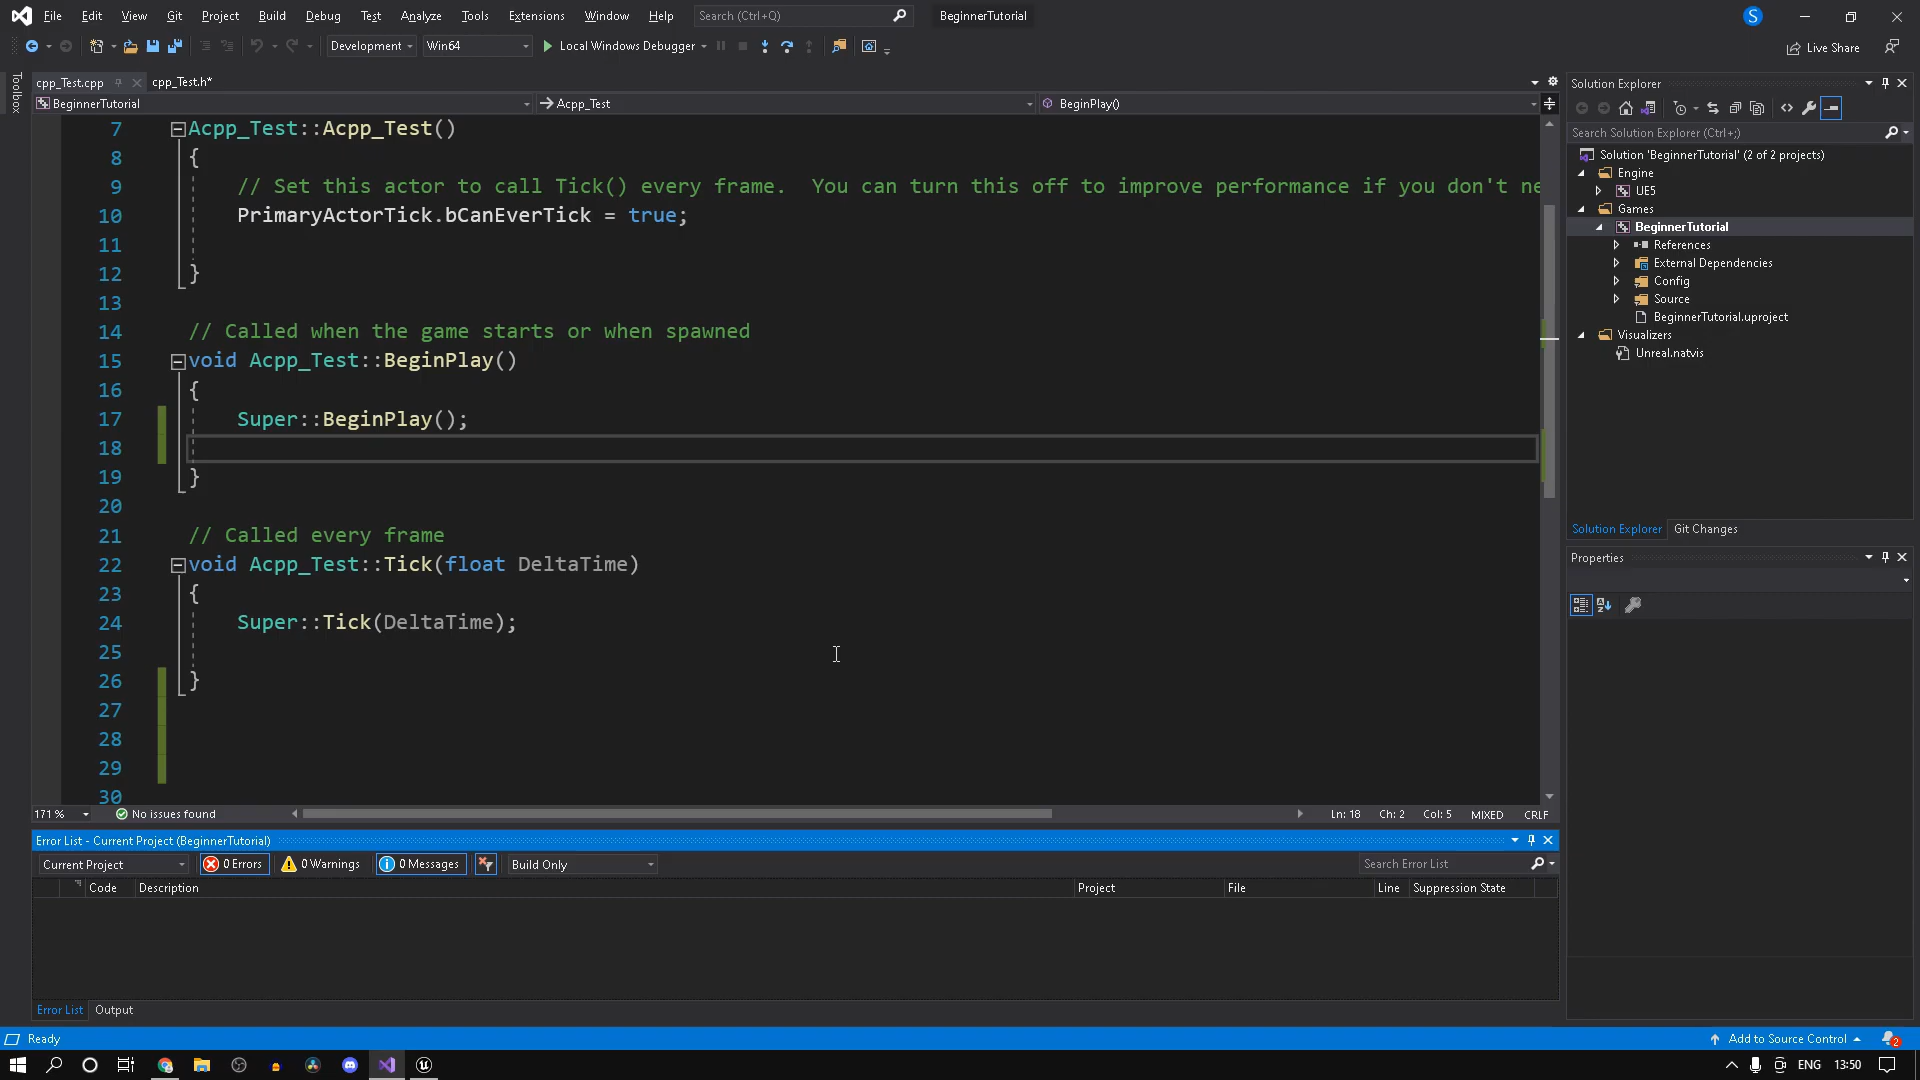 File Edit View Git Project Build Debug Test Analyze Tools Extensions Window Help Search (Ctrl+Q) BeginnerTutorial S
Development Win64 Local Windows Debugger Live Share
Toolbox
cpp_Test.cpp cpp_Test.h*
BeginnerTutorial Acpp_Test BeginPlay()
7 Acpp_Test::Acpp_Test()
8 {
9 // Set this actor to call Tick() every frame.  You can turn this off to improve performance if you don't ne
10 PrimaryActorTick.bCanEverTick = true;
11
12 }
13
14 // Called when the game starts or when spawned
15 void Acpp_Test::BeginPlay()
16 {
17 Super::BeginPlay();
18
19 }
20
21 // Called every frame
22 void Acpp_Test::Tick(float DeltaTime)
23 {
24 Super::Tick(DeltaTime);
25
26 }
27
28
29
30
171 % No issues found Ln: 18 Ch: 2 Col: 5 MIXED CRLF
Error List - Current Project (BeginnerTutorial)
Current Project 0 Errors 0 Warnings 0 Messages Build Only Search Error List
Code Description Project File Line Suppression State
Error List Output
Solution Explorer
Search Solution Explorer (Ctrl+;)
Solution 'BeginnerTutorial' (2 of 2 projects)
Engine
UE5
Games
BeginnerTutorial
References
External Dependencies
Config
Source
BeginnerTutorial.uproject
Visualizers
Unreal.natvis
Solution Explorer Git Changes
Properties
Ready Add to Source Control 2
ENG 13:50